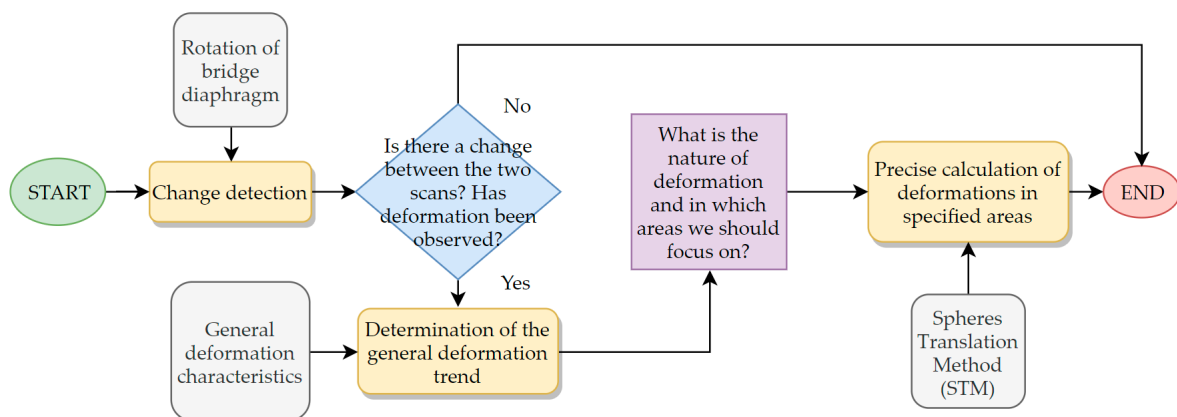 Rotation of
bridge
diaphragm
START
Change detection
No
Is there a change
between the two
scans? Has
deformation been
observed?
Yes
General
deformation
characteristics
Determination of the
general deformation
trend
What is the
nature of
deformation
and in which
areas we should
focus on?
Precise calculation of
deformations in
specified areas
END
Spheres
Translation
Method
(STM)